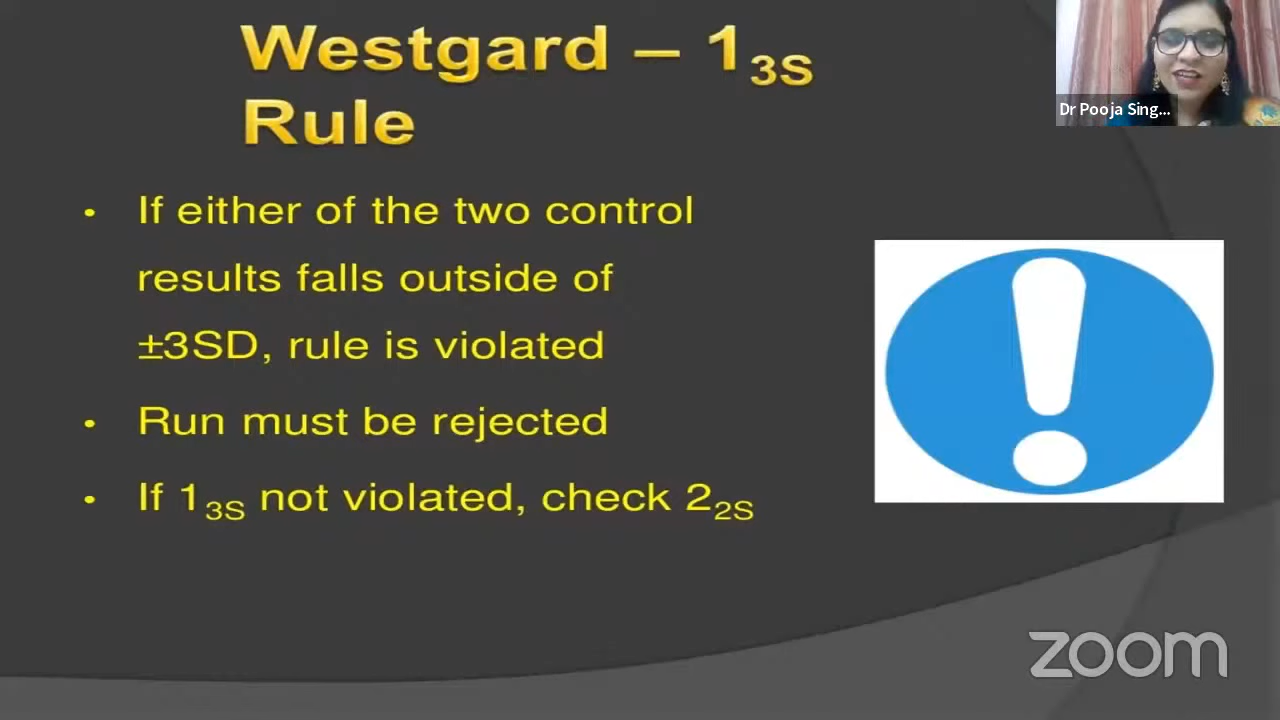 Westgard – 1₃S
Rule
Dr Pooja Sing...
• If either of the two control
results falls outside of
±3SD, rule is violated
• Run must be rejected
• If 1₃S not violated, check 2₂S
zoom